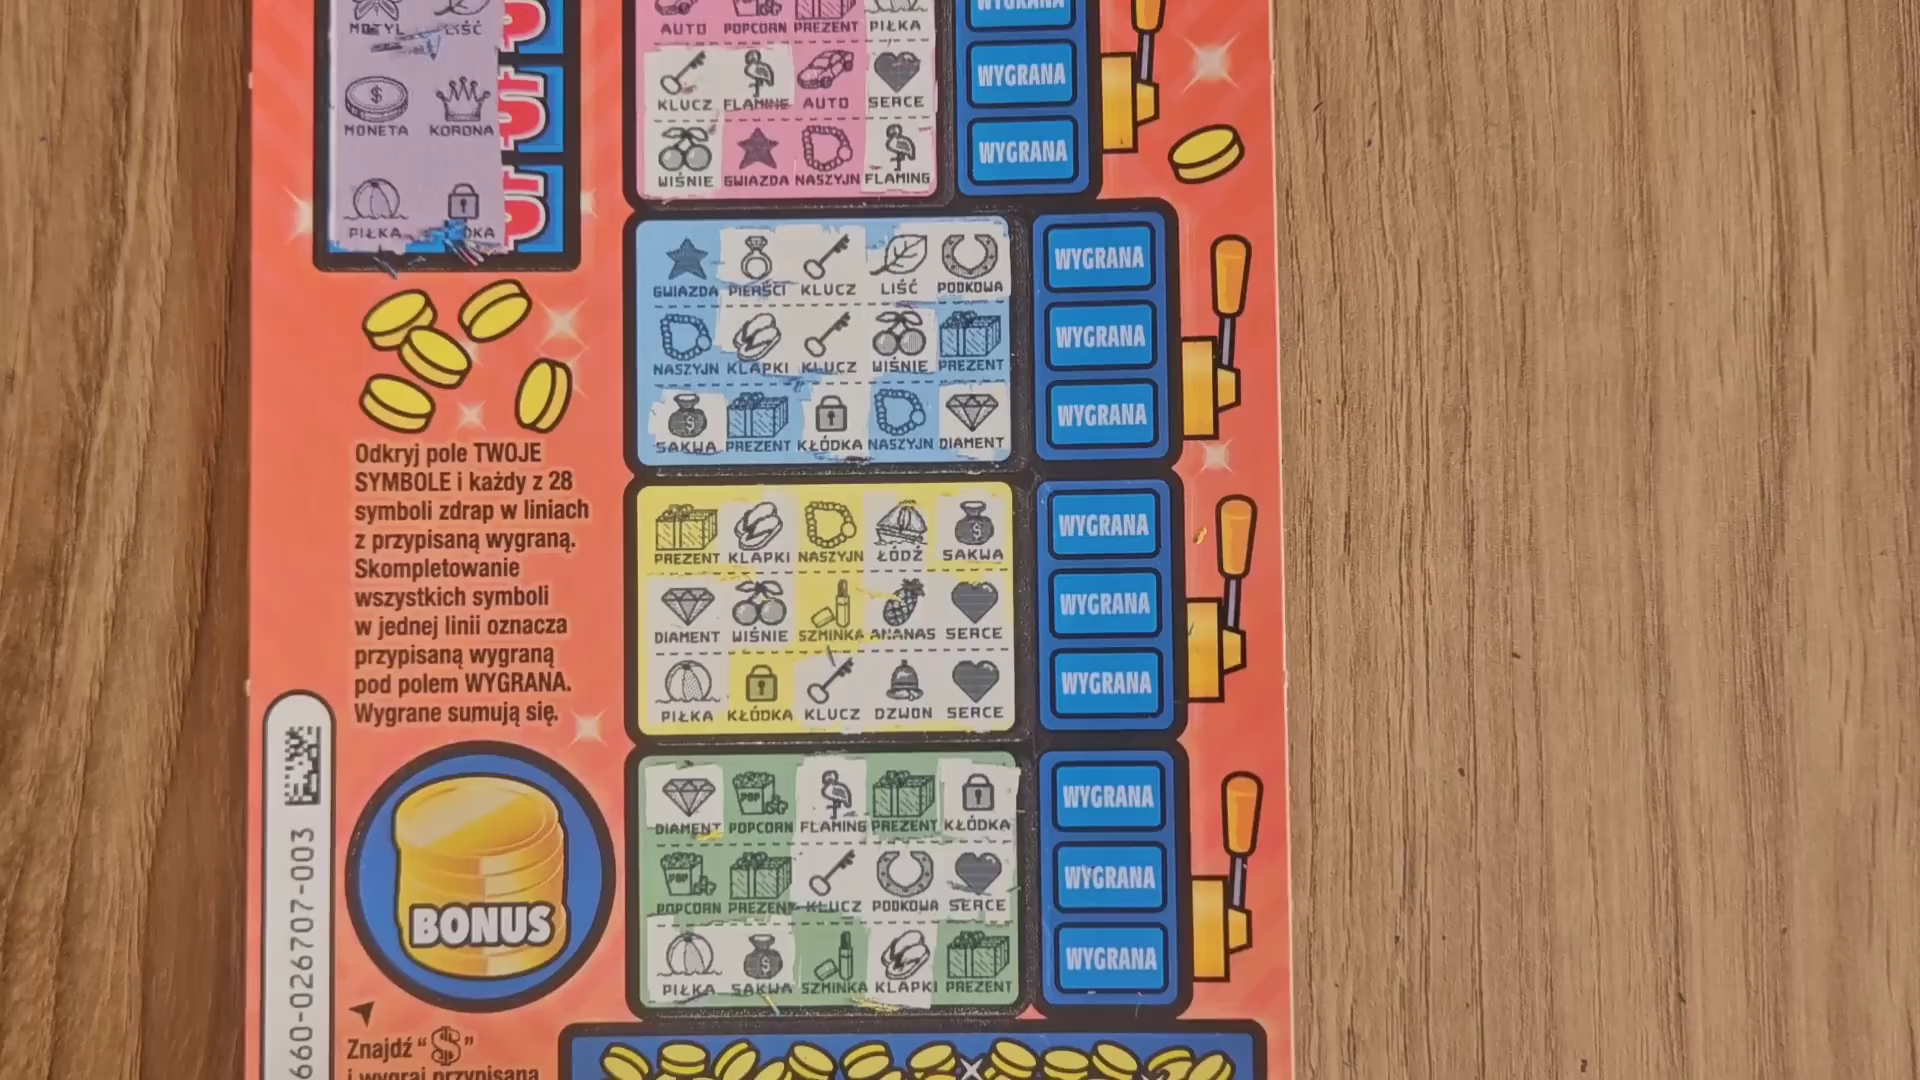 MOTYL LIŚĆ
MONETA KORONA
PIŁKA
AUTO POPCORN PREZENT PIŁKA
KLUCZ FLAMING AUTO SERCE
WIŚNIE GWIAZDA NASZYJN FLAMING
WYGRANA
WYGRANA
WYGRANA
GWIAZDA PIERŚCI KLUCZ LIŚĆ PODKOWA
NASZYJN KLAPKI KLUCZ WIŚNIE PREZENT
SAKWA PREZENT KŁÓDKA NASZYJN DIAMENT
WYGRANA
WYGRANA
WYGRANA
Odkryj pole TWOJE
SYMBOLE i każdy z 28
symboli zdrap w liniach
z przypisaną wygraną.
Skompletowanie
wszystkich symboli
w jednej linii oznacza
przypisaną wygraną
pod polem WYGRANA.
Wygrane sumują się.
PREZENT KLAPKI NASZYJN ŁÓDŹ SAKWA
DIAMENT WIŚNIE SZMINKA ANANAS SERCE
PIŁKA KŁÓDKA KLUCZ DZWON SERCE
WYGRANA
WYGRANA
WYGRANA
DIAMENT POPCORN FLAMING PREZENT KŁÓDKA
POPCORN PREZENT KLUCZ PODKOWA SERCE
PIŁKA SAKWA SZMINKA KLAPKI PREZENT
WYGRANA
WYGRANA
WYGRANA
660-026707-003
BONUS
Znajdź "$"
i wygraj przypisaną